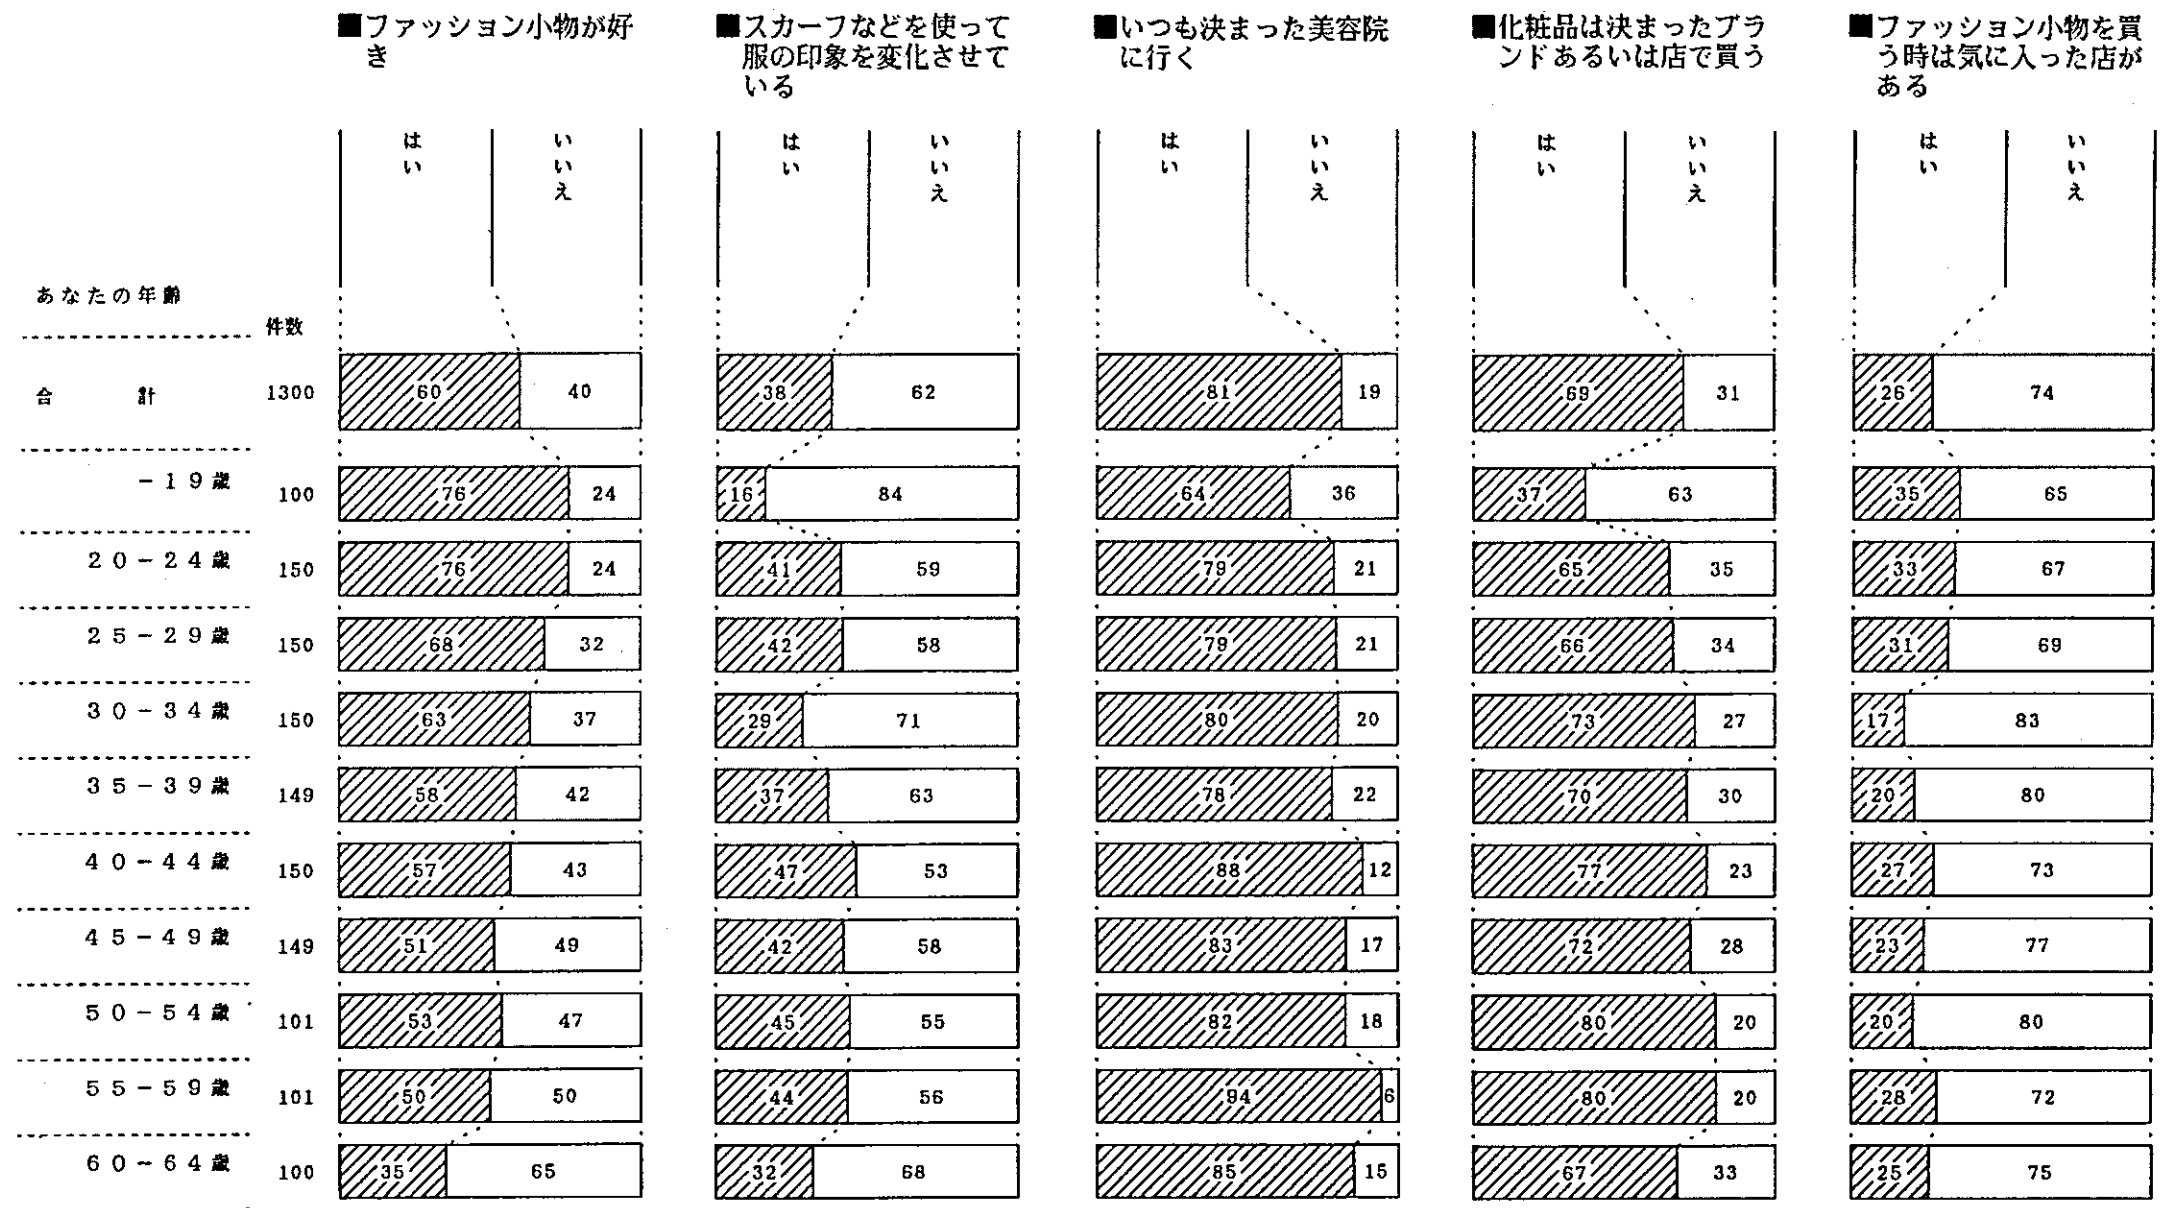 ■ファッション小物が好
き
■スカーフなどを使って
服の印象を変化させて
いる
■いつも決まった美容院
に行く
■化粧品は決まったブラ
ンドあるいは店で買う
■ファッション小物を買
う時は気に入った店が
ある
はい いいえ はい いいえ はい いいえ はい いいえ はい いいえ
あなたの年齢
件数
合計 1300 60 40 38 62 81 19 69 31 26 74
-19歳 100 76 24 16 84 64 36 37 63 35 65
20-24歳 150 76 24 41 59 79 21 65 35 33 67
25-29歳 150 68 32 42 58 79 21 66 34 31 69
30-34歳 150 63 37 29 71 80 20 73 27 17 83
35-39歳 149 58 42 37 63 78 22 70 30 20 80
40-44歳 150 57 43 47 53 88 12 77 23 27 73
45-49歳 149 51 49 42 58 83 17 72 28 23 77
50-54歳 101 53 47 45 55 82 18 80 20 20 80
55-59歳 101 50 50 44 56 94 6 80 20 28 72
60-64歳 100 35 65 32 68 85 15 67 33 25 75